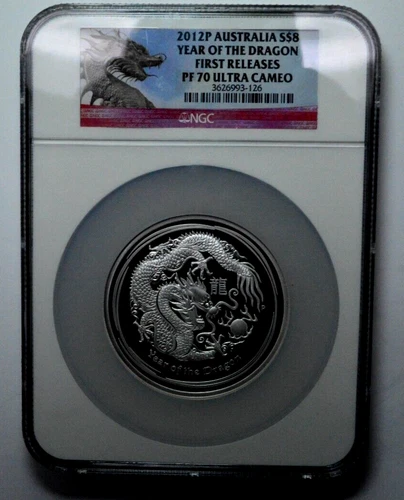 2012P AUSTRALIA S$8
YEAR OF THE DRAGON
FIRST RELEASES
PF 70 ULTRA CAMEO
3626993-126
NGC
龍
Year of the Dragon